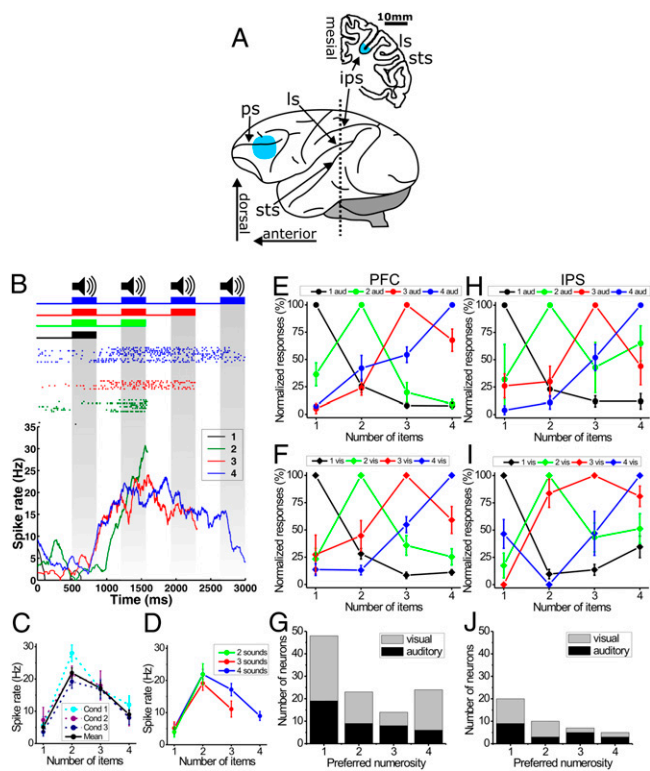 A
10mm
mesial
ls
sts
ips
ls
ps
sts
dorsal
anterior
B
35
30
25
20
15
10
5
0
Spike rate (Hz)
1
2
3
4
0 500 1000 1500 2000 2500 3000
Time (ms)
C
30
20
10
0
Spike rate (Hz)
Cond 1
Cond 2
Cond 3
Mean
1 2 3 4
Number of items
D
30
20
10
0
Spike rate (Hz)
2 sounds
3 sounds
4 sounds
1 2 3 4
Number of items
E
PFC
1 aud 2 aud 3 aud 4 aud
100
75
50
25
0
Normalized responses (%)
1 2 3 4
Number of items
F
1 vis 2 vis 3 vis 4 vis
100
75
50
25
0
Normalized responses (%)
1 2 3 4
Number of items
G
50
40
30
20
10
0
Number of neurons
visual
auditory
1 2 3 4
Preferred numerosity
H
IPS
1 aud 2 aud 3 aud 4 aud
100
75
50
25
0
Normalized responses (%)
1 2 3 4
Number of items
I
1 vis 2 vis 3 vis 4 vis
100
75
50
25
0
Normalized responses (%)
1 2 3 4
Number of items
J
50
40
30
20
10
0
Number of neurons
visual
auditory
1 2 3 4
Preferred numerosity